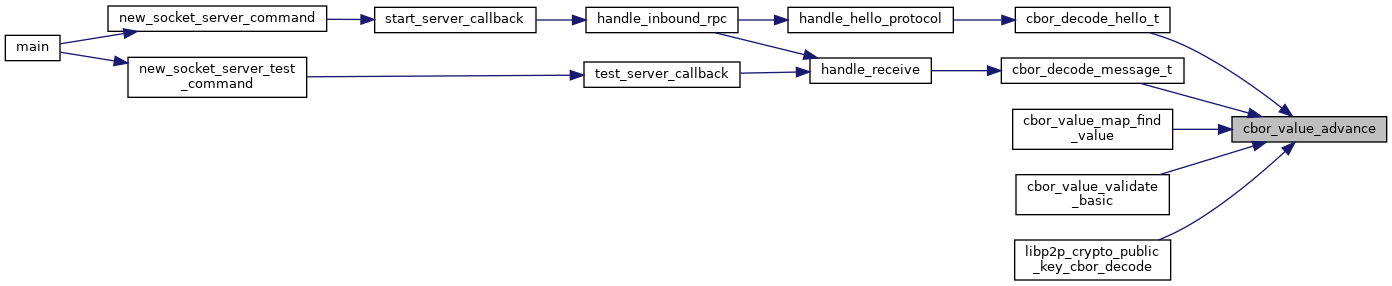 main
new_socket_server_command
new_socket_server_test
_command
start_server_callback
handle_inbound_rpc
test_server_callback
handle_hello_protocol
handle_receive
cbor_decode_hello_t
cbor_decode_message_t
cbor_value_map_find
_value
cbor_value_validate
_basic
libp2p_crypto_public
_key_cbor_decode
cbor_value_advance